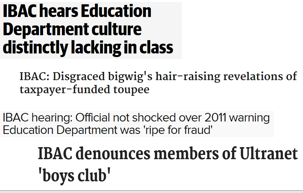 IBAC hears Education
Department culture
distinctly lacking in class
IBAC: Disgraced bigwig's hair-raising revelations of
taxpayer-funded toupee
IBAC hearing: Official not shocked over 2011 warning
Education Department was 'ripe for fraud'
IBAC denounces members of Ultranet
'boys club'